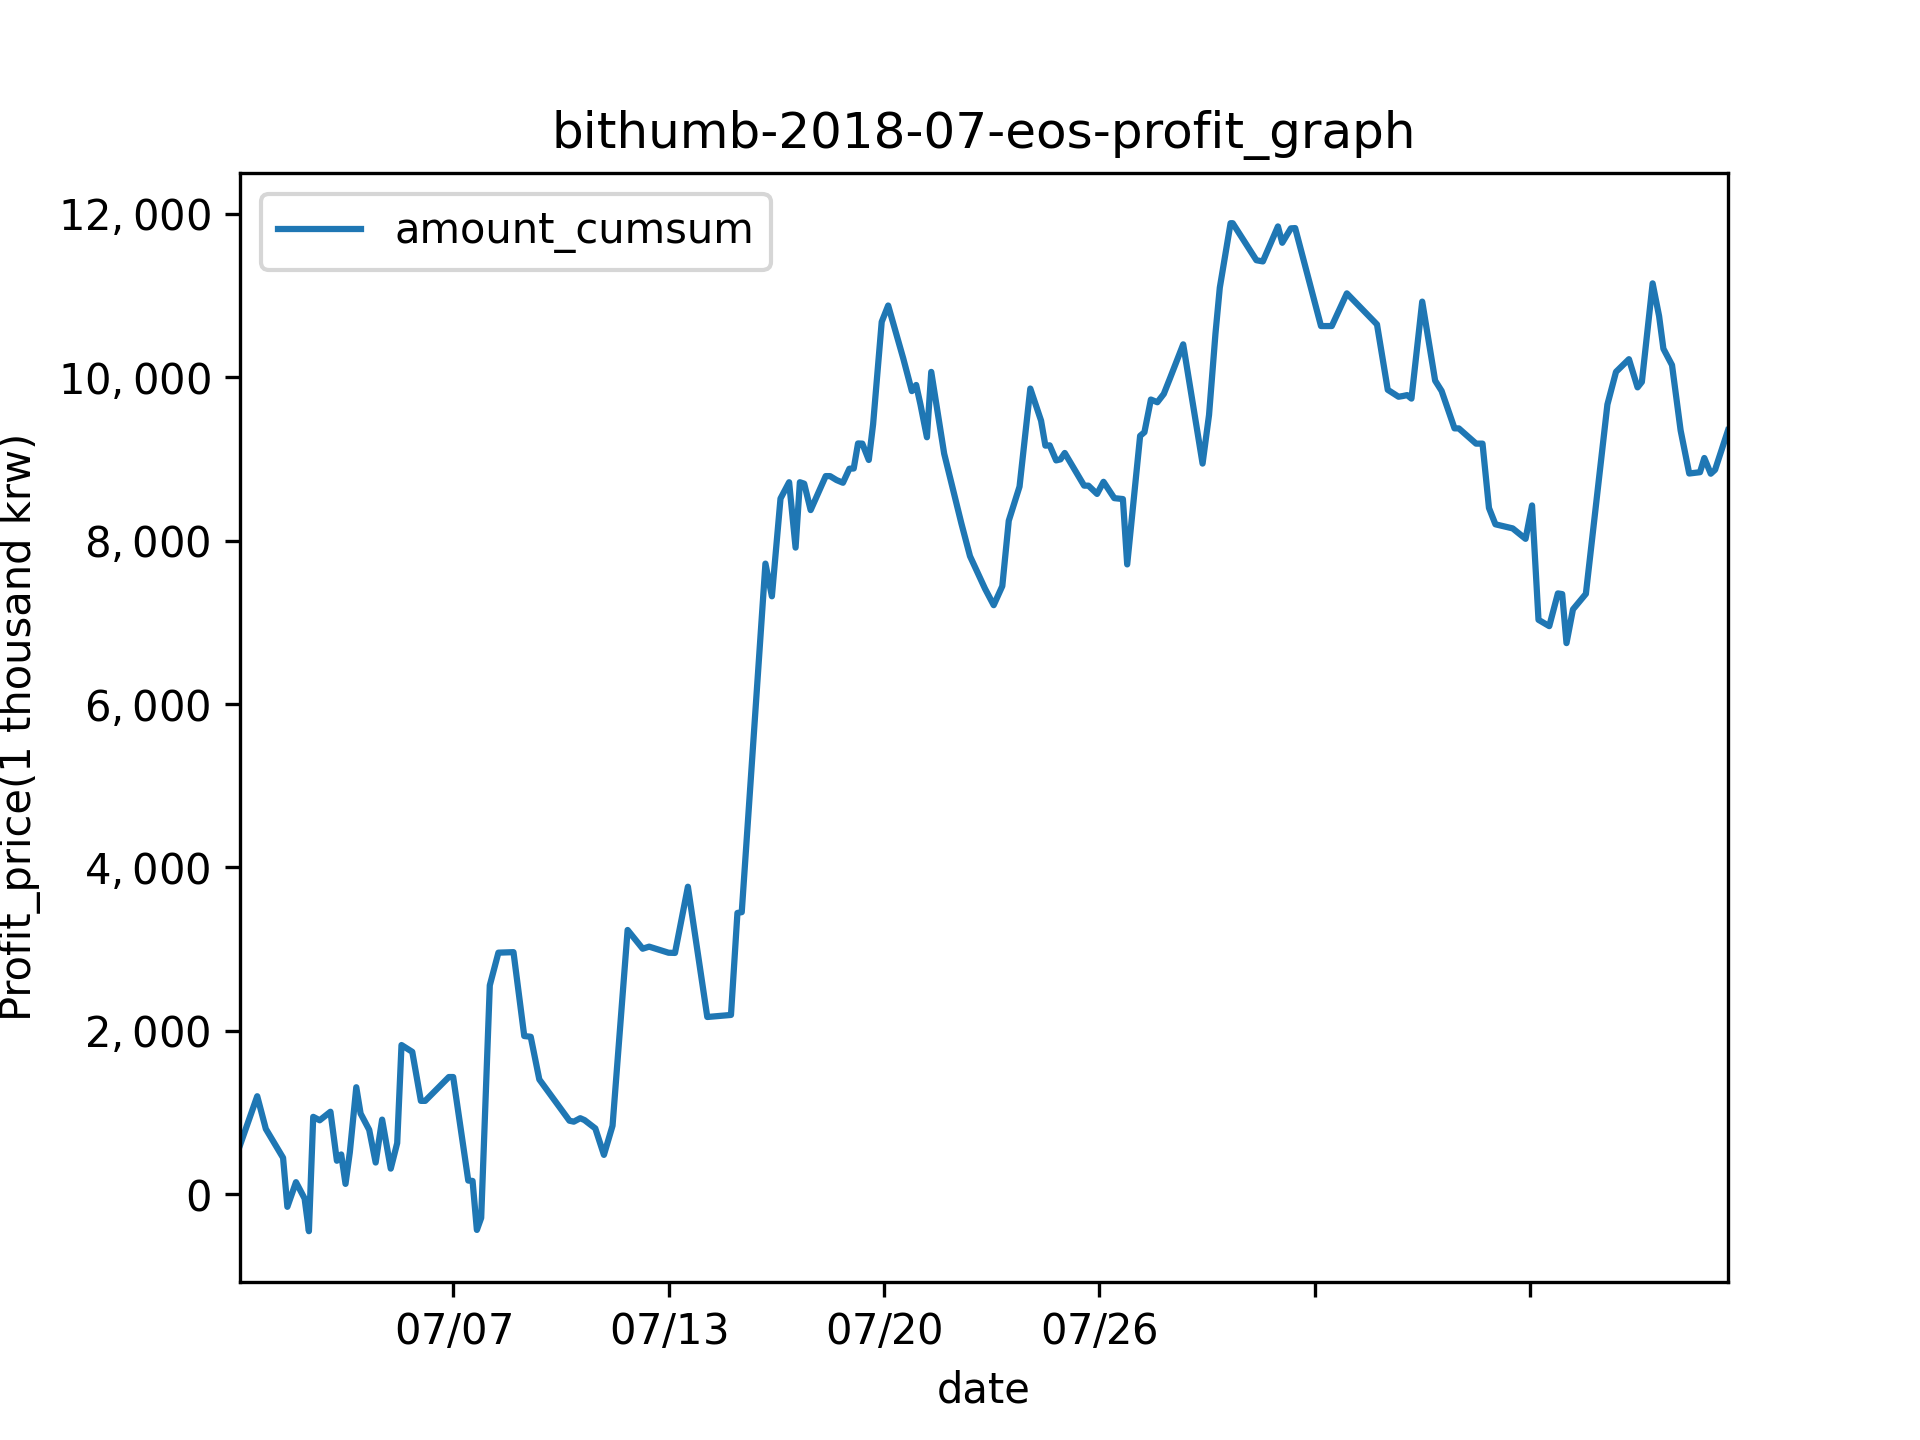 bithumb-2018-07-eos-profit_graph
amount_cumsum
12,000
10,000
8,000
6,000
4,000
2,000
0
Profit_price(1 thousand krw)
07/07 07/13 07/20 07/26
date